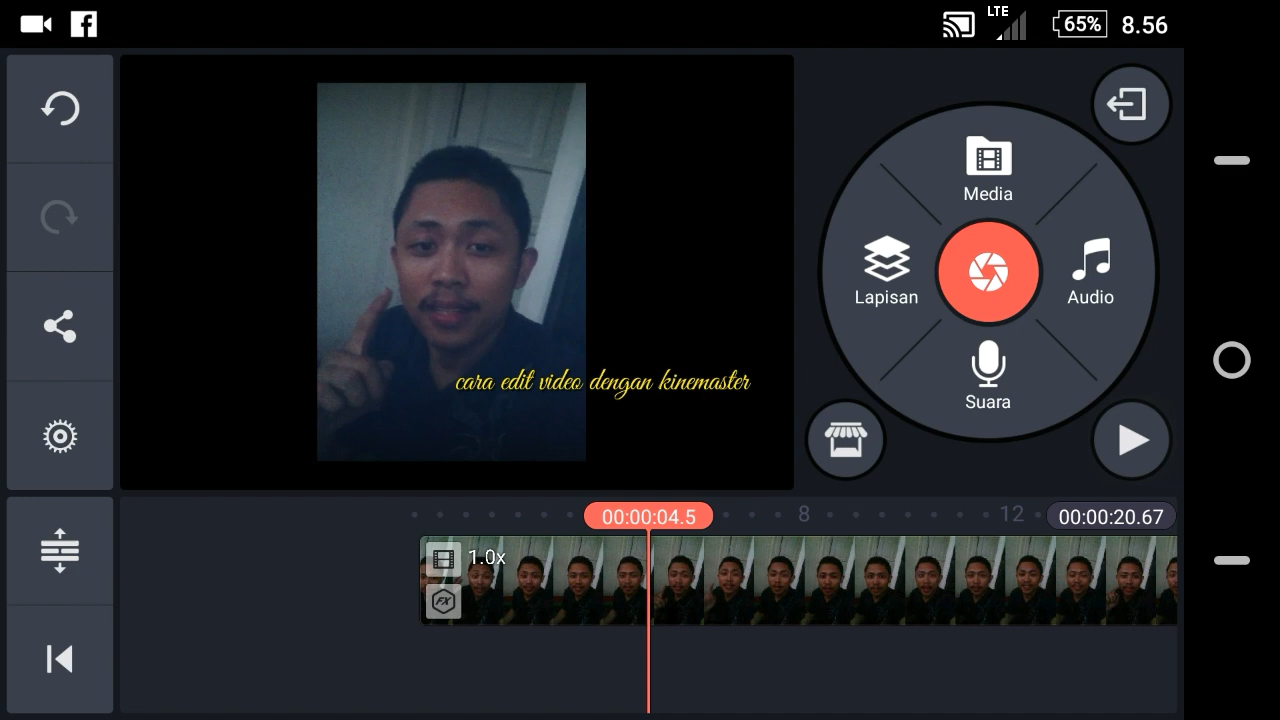 LTE
65%
8.56
Media
Lapisan
Audio
Suara
cara edit video dengan kinemaster
00:00:04.5
8
12
00:00:20.67
1.0x
FX